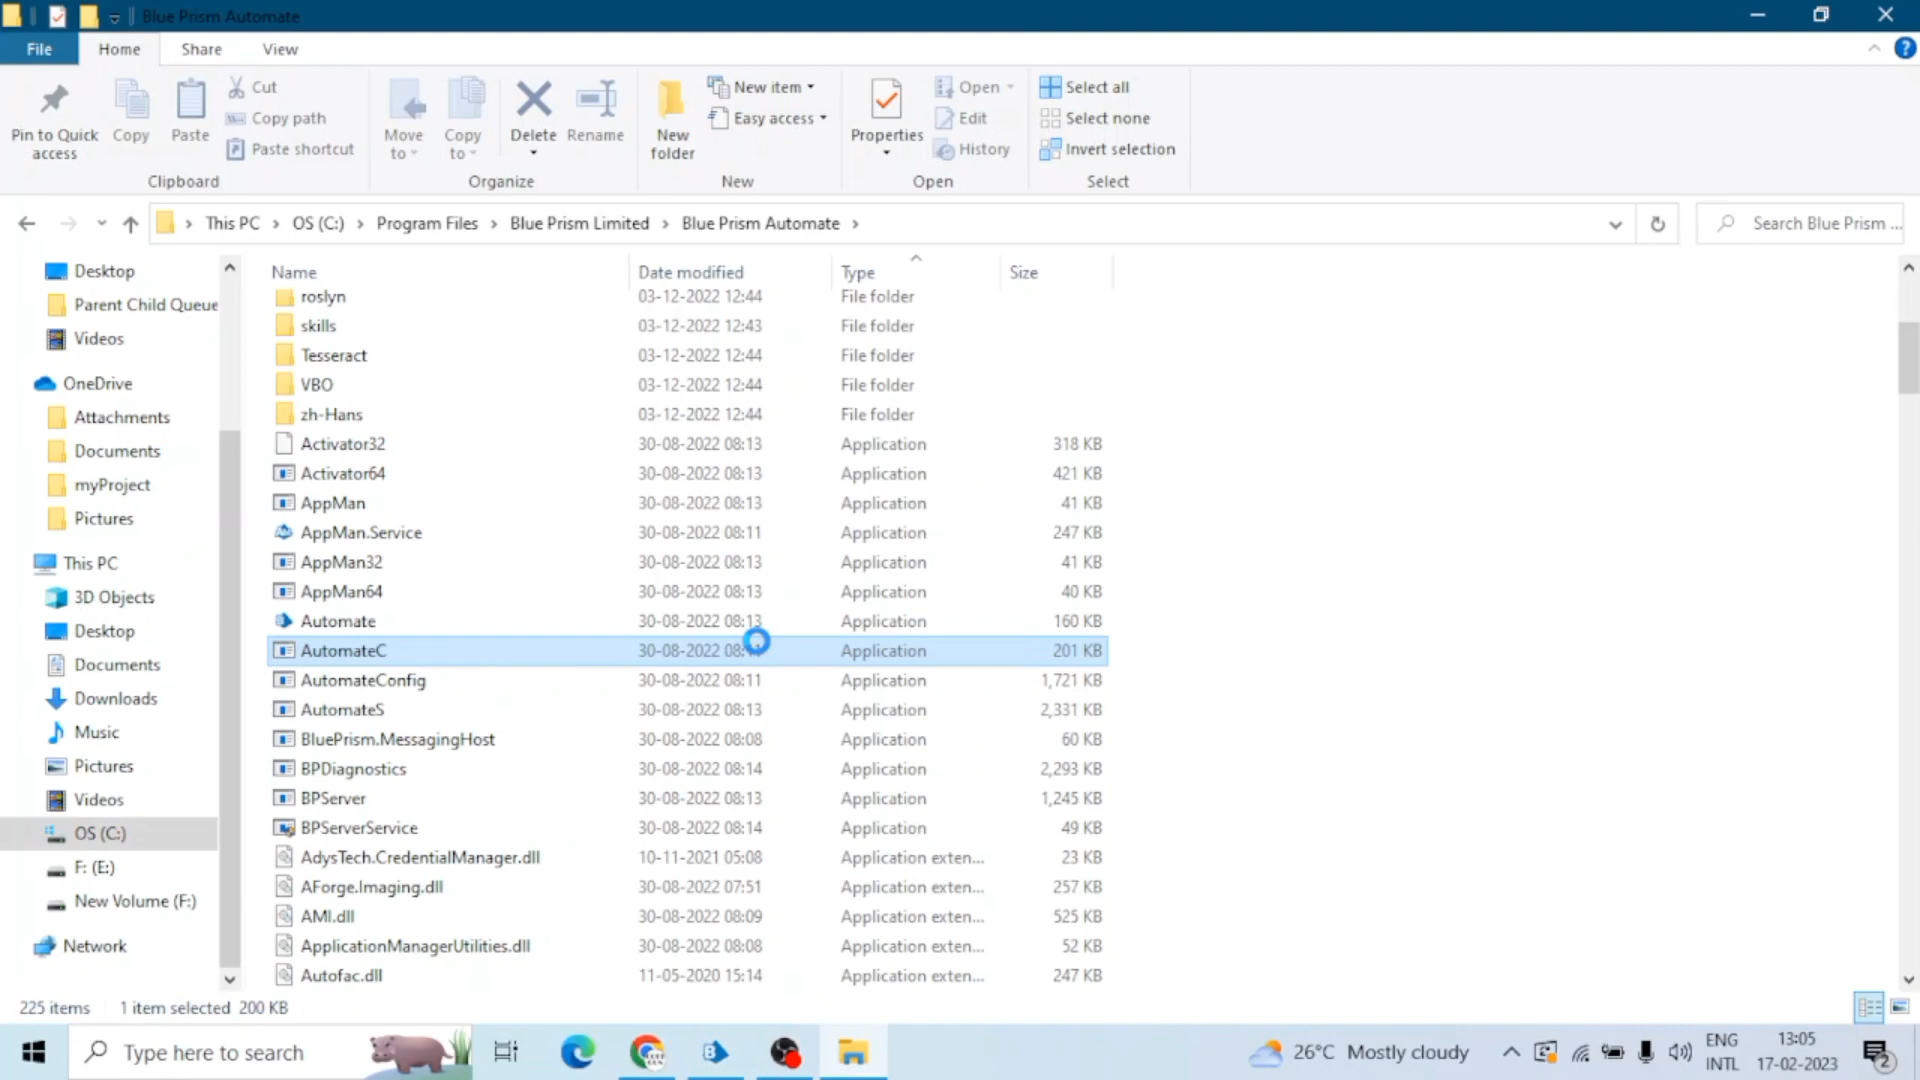 Blue Prism Automate
File Home Share View
Pin to Quick access
Copy
Paste
Cut
Copy path
Paste shortcut
Clipboard
Move to
Copy to
Delete
Rename
Organize
New folder
New item
Easy access
New
Properties
Open
Edit
History
Open
Select all
Select none
Invert selection
Select
This PC > OS (C:) > Program Files > Blue Prism Limited > Blue Prism Automate >
Search Blue Prism ...
Desktop
Parent Child Queue
Videos
OneDrive
Attachments
Documents
myProject
Pictures
This PC
3D Objects
Desktop
Documents
Downloads
Music
Pictures
Videos
OS (C:)
F: (E:)
New Volume (F:)
Network
Name Date modified Type Size
roslyn 03-12-2022 12:44 File folder
skills 03-12-2022 12:43 File folder
Tesseract 03-12-2022 12:44 File folder
VBO 03-12-2022 12:44 File folder
zh-Hans 03-12-2022 12:44 File folder
Activator32 30-08-2022 08:13 Application 318 KB
Activator64 30-08-2022 08:13 Application 421 KB
AppMan 30-08-2022 08:13 Application 41 KB
AppMan.Service 30-08-2022 08:11 Application 247 KB
AppMan32 30-08-2022 08:13 Application 41 KB
AppMan64 30-08-2022 08:13 Application 40 KB
Automate 30-08-2022 08:13 Application 160 KB
AutomateC 30-08-2022 Application 201 KB
AutomateConfig 30-08-2022 08:11 Application 1,721 KB
AutomateS 30-08-2022 08:13 Application 2,331 KB
BluePrism.MessagingHost 30-08-2022 08:08 Application 60 KB
BPDiagnostics 30-08-2022 08:14 Application 2,293 KB
BPServer 30-08-2022 08:13 Application 1,245 KB
BPServerService 30-08-2022 08:14 Application 49 KB
AdysTech.CredentialManager.dll 10-11-2021 05:08 Application exten... 23 KB
AForge.Imaging.dll 30-08-2022 07:51 Application exten... 257 KB
AMI.dll 30-08-2022 08:09 Application exten... 525 KB
ApplicationManagerUtilities.dll 30-08-2022 08:08 Application exten... 52 KB
Autofac.dll 11-05-2020 15:14 Application exten... 247 KB
225 items 1 item selected 200 KB
Type here to search
26°C Mostly cloudy
ENG
INTL
13:05
17-02-2023
2